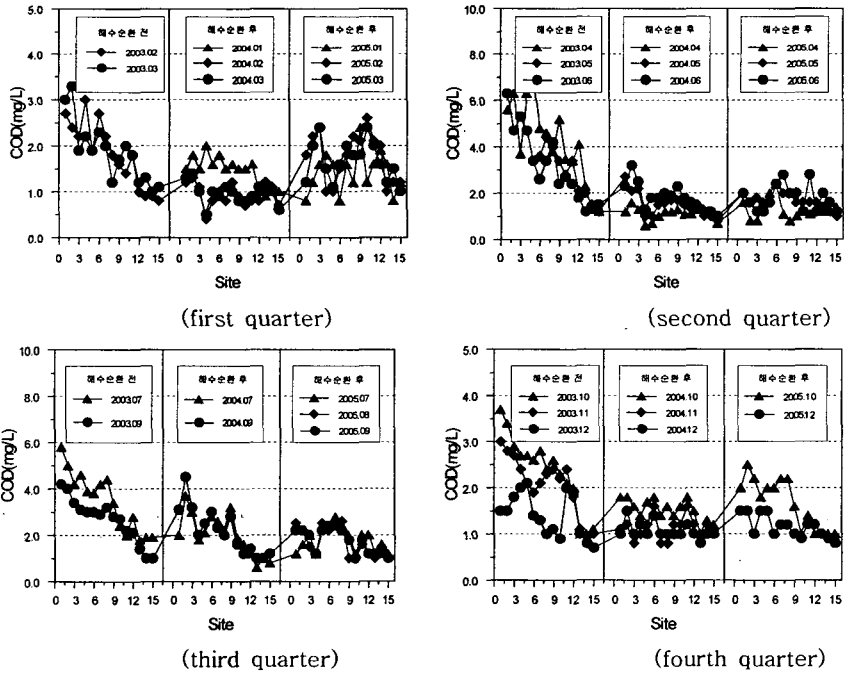 5.0
4.0
3.0
2.0
1.0
0.0
COD(mg/L)
해수순환 전
2003.02
2003.03
해수순환 후
2004.01
2004.02
2004.03
해수순환 후
2005.01
2005.02
2005.03
0 3 6 9 12 15 0 3 6 9 12 15 0 3 6 9 12 15
Site
(first quarter)
10.0
8.0
6.0
4.0
2.0
0.0
COD(mg/L)
해수순환 전
2003.04
2003.05
2003.06
해수순환 후
2004.04
2004.05
2004.06
해수순환 후
2005.04
2005.05
2005.06
0 3 6 9 12 15 0 3 6 9 12 15 0 3 6 9 12 15
Site
(second quarter)
10.0
8.0
6.0
4.0
2.0
0.0
COD(mg/L)
해수순환 전
2003.07
2003.09
해수순환 후
2004.07
2004.09
해수순환 후
2005.07
2005.08
2005.09
0 3 6 9 12 15 0 3 6 9 12 15 0 3 6 9 12 15
Site
(third quarter)
5.0
4.0
3.0
2.0
1.0
0.0
COD(mg/L)
해수순환 전
2003.10
2003.11
2003.12
해수순환 후
2004.10
2004.11
2004.12
해수순환 후
2005.10
2005.12
0 3 6 9 12 15 0 3 6 9 12 15 0 3 6 9 12 15
Site
(fourth quarter)